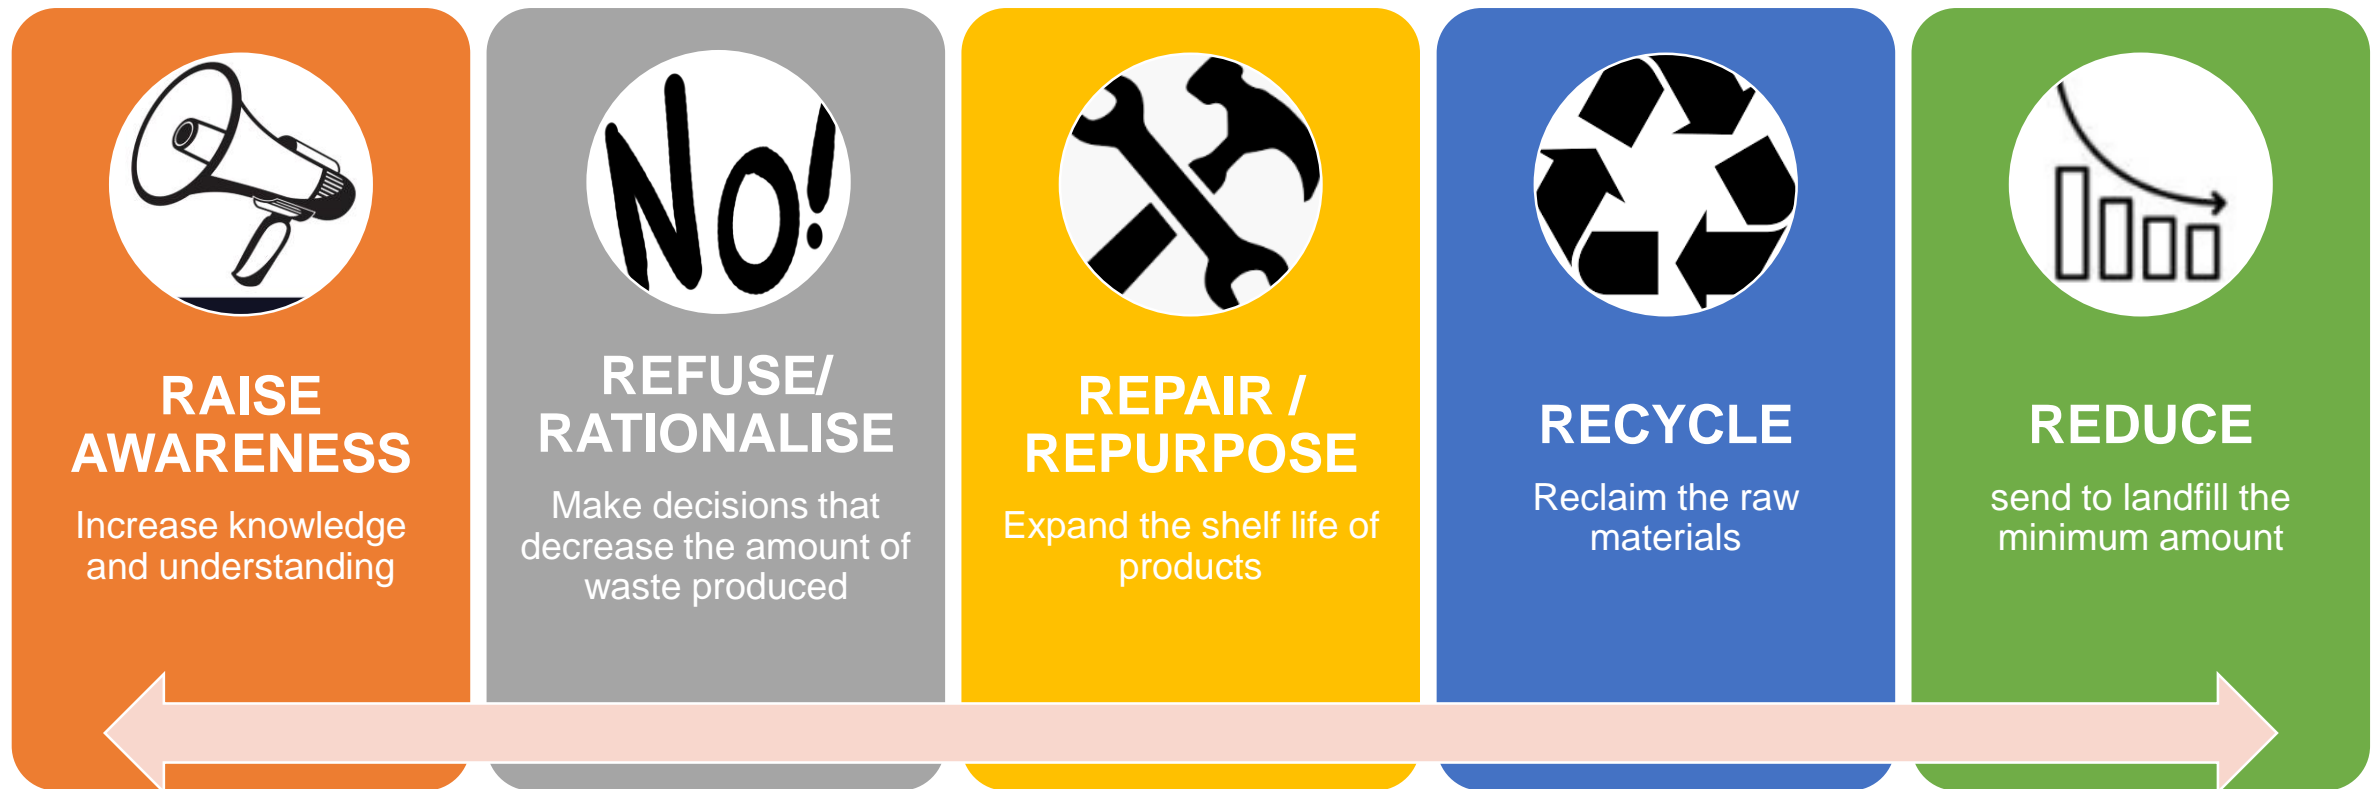 NO!
RAISE
AWARENESS
Increase knowledge
and understanding
REFUSE/
RATIONALISE
Make decisions that
decrease the amount of
waste produced
REPAIR /
REPURPOSE
Expand the shelf life of
products
RECYCLE
Reclaim the raw
materials
REDUCE
send to landfill the
minimum amount